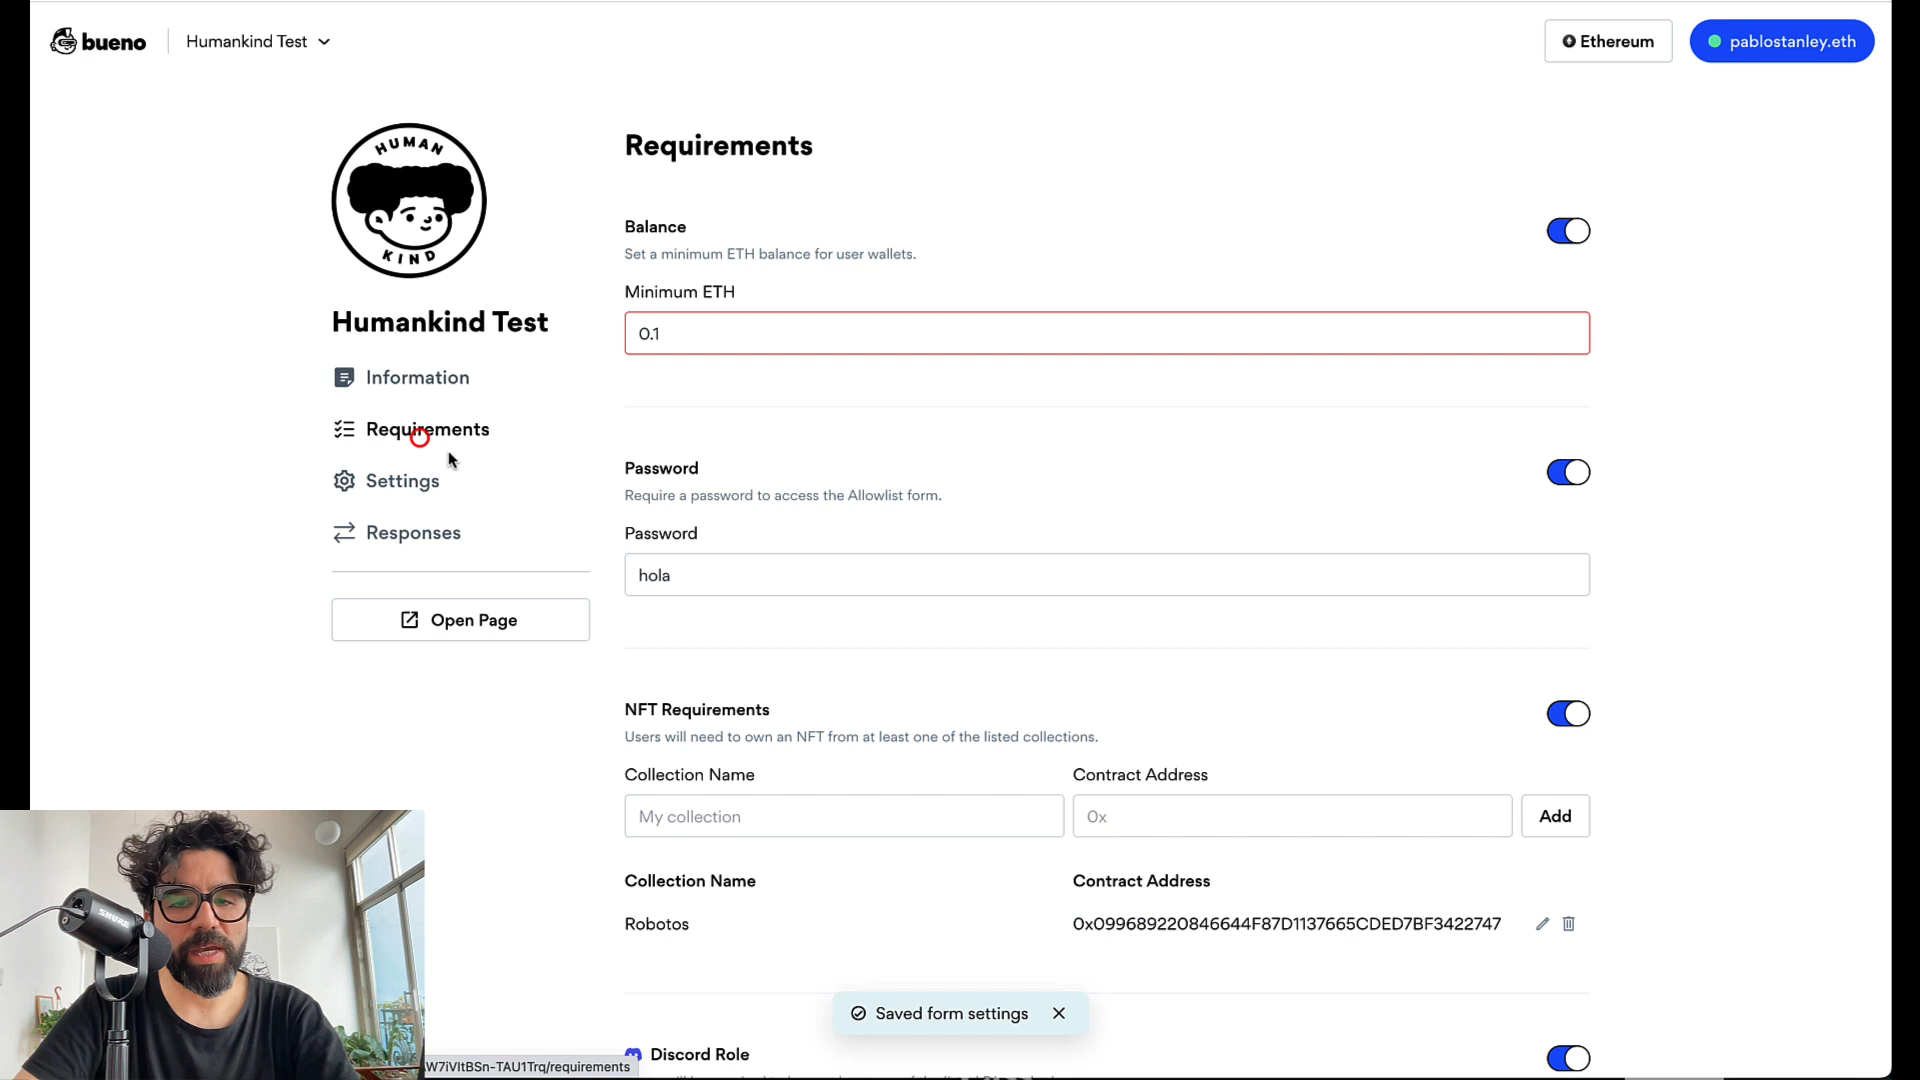 bueno
Humankind Test
Ethereum
pablostanley.eth
HUMAN
KIND
Humankind Test
Information
Requirements
Settings
Responses
Open Page
Requirements
Balance
Set a minimum ETH balance for user wallets.
Minimum ETH
0.1
Password
Require a password to access the Allowlist form.
Password
hola
NFT Requirements
Users will need to own an NFT from at least one of the listed collections.
Collection Name Contract Address
My collection 0x Add
Collection Name Contract Address
Robotos 0x099689220846644F87D1137665CDED7BF3422747
Saved form settings
Discord Role
SHURE
W7iVItBSn-TAU1Trq/requirements